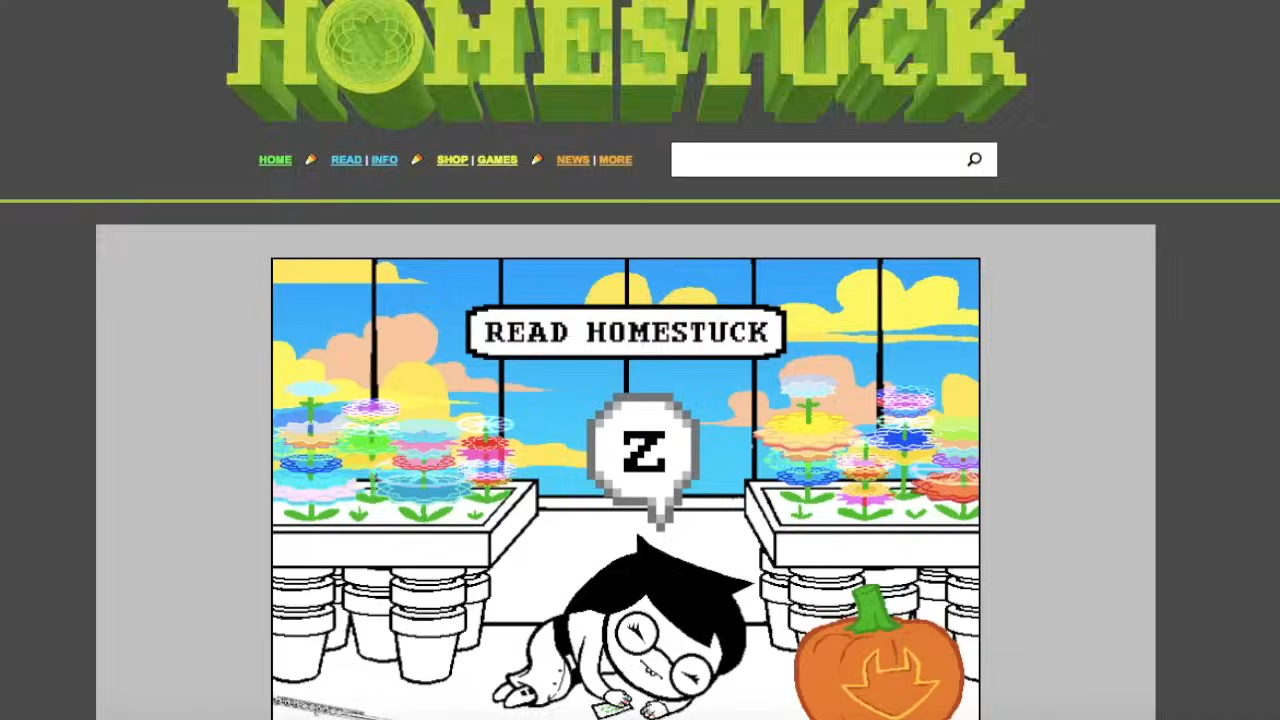 HOMESTUCK
HOME READ | INFO SHOP | GAMES NEWS | MORE
READ HOMESTUCK
Z